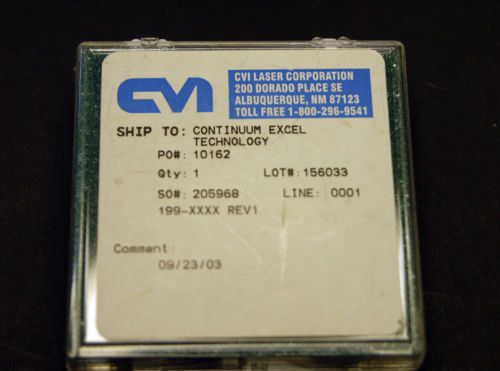 CVI
CVI LASER CORPORATION
200 DORADO PLACE SE
ALBUQUERQUE, NM 87123
TOLL FREE 1-800-296-9541
SHIP TO: CONTINUUM EXCEL
TECHNOLOGY
PO#: 10162
Qty: 1 LOT#: 156033
SO#: 205968 LINE: 0001
199-XXXX REV1
Comment:
09/23/03